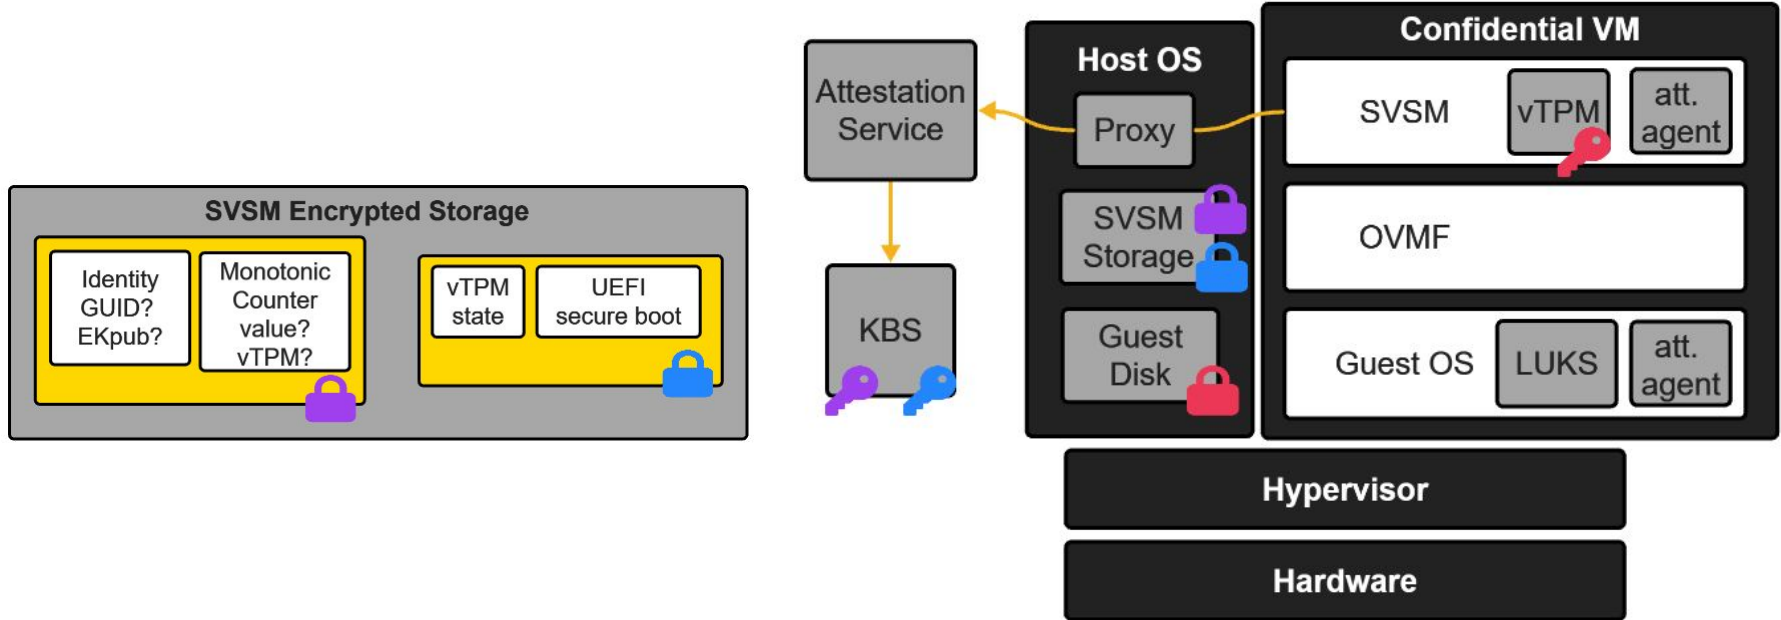 SVSM Encrypted Storage
Identity
GUID?
EKpub?
Monotonic
Counter
value?
vTPM?
vTPM
state
UEFI
secure boot
Attestation
Service
KBS
Host OS
Proxy
SVSM
Storage
Guest
Disk
Confidential VM
SVSM
vTPM
att.
agent
OVMF
Guest OS
LUKS
att.
agent
Hypervisor
Hardware